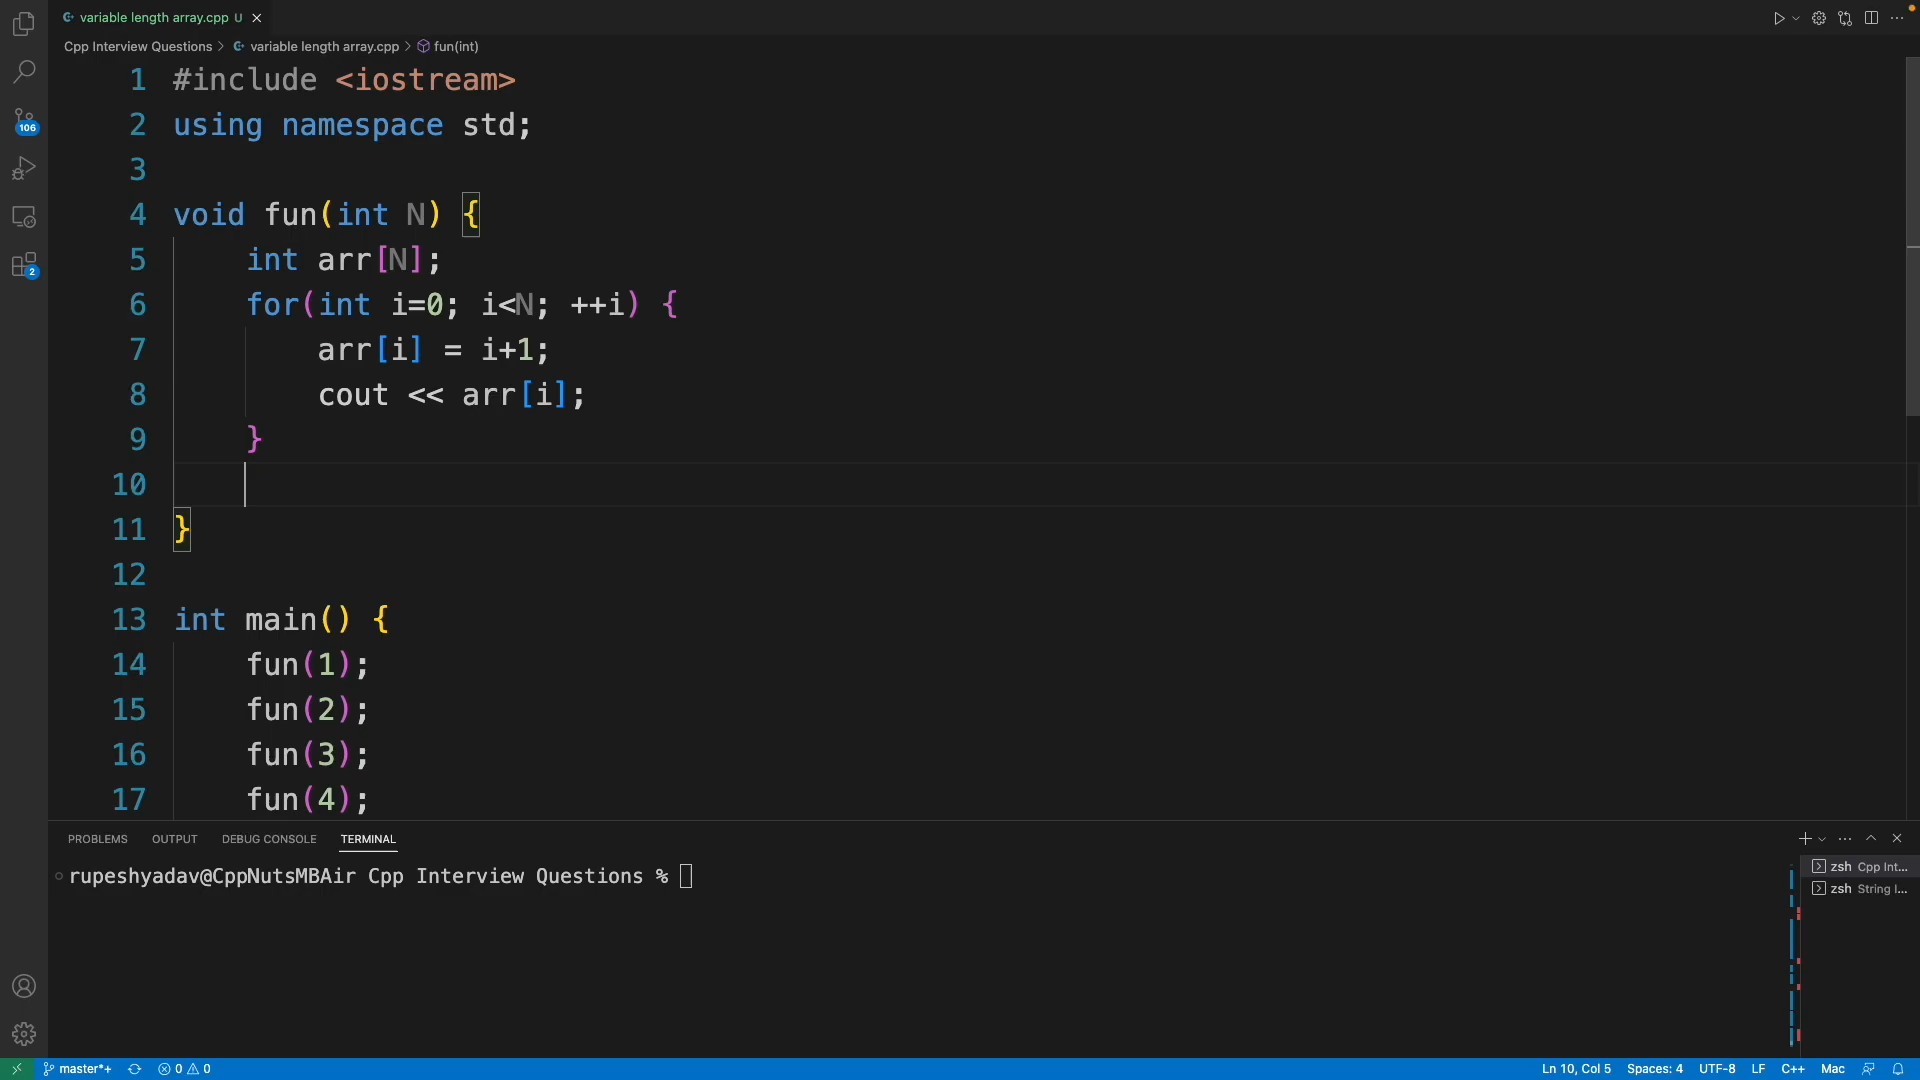 variable length array.cpp U
Cpp Interview Questions > variable length array.cpp > fun(int)
1 #include <iostream>
2 using namespace std;
3
4 void fun(int N) {
5 int arr[N];
6 for(int i=0; i<N; ++i) {
7 arr[i] = i+1;
8 cout << arr[i];
9 }
10
11 }
12
13 int main() {
14 fun(1);
15 fun(2);
16 fun(3);
17 fun(4);
106
2
PROBLEMS OUTPUT DEBUG CONSOLE TERMINAL
rupeshyadav@CppNutsMBAir Cpp Interview Questions %
zsh Cpp Int...
zsh String I...
master*+ 0 0 Ln 10, Col 5 Spaces: 4 UTF-8 LF C++ Mac